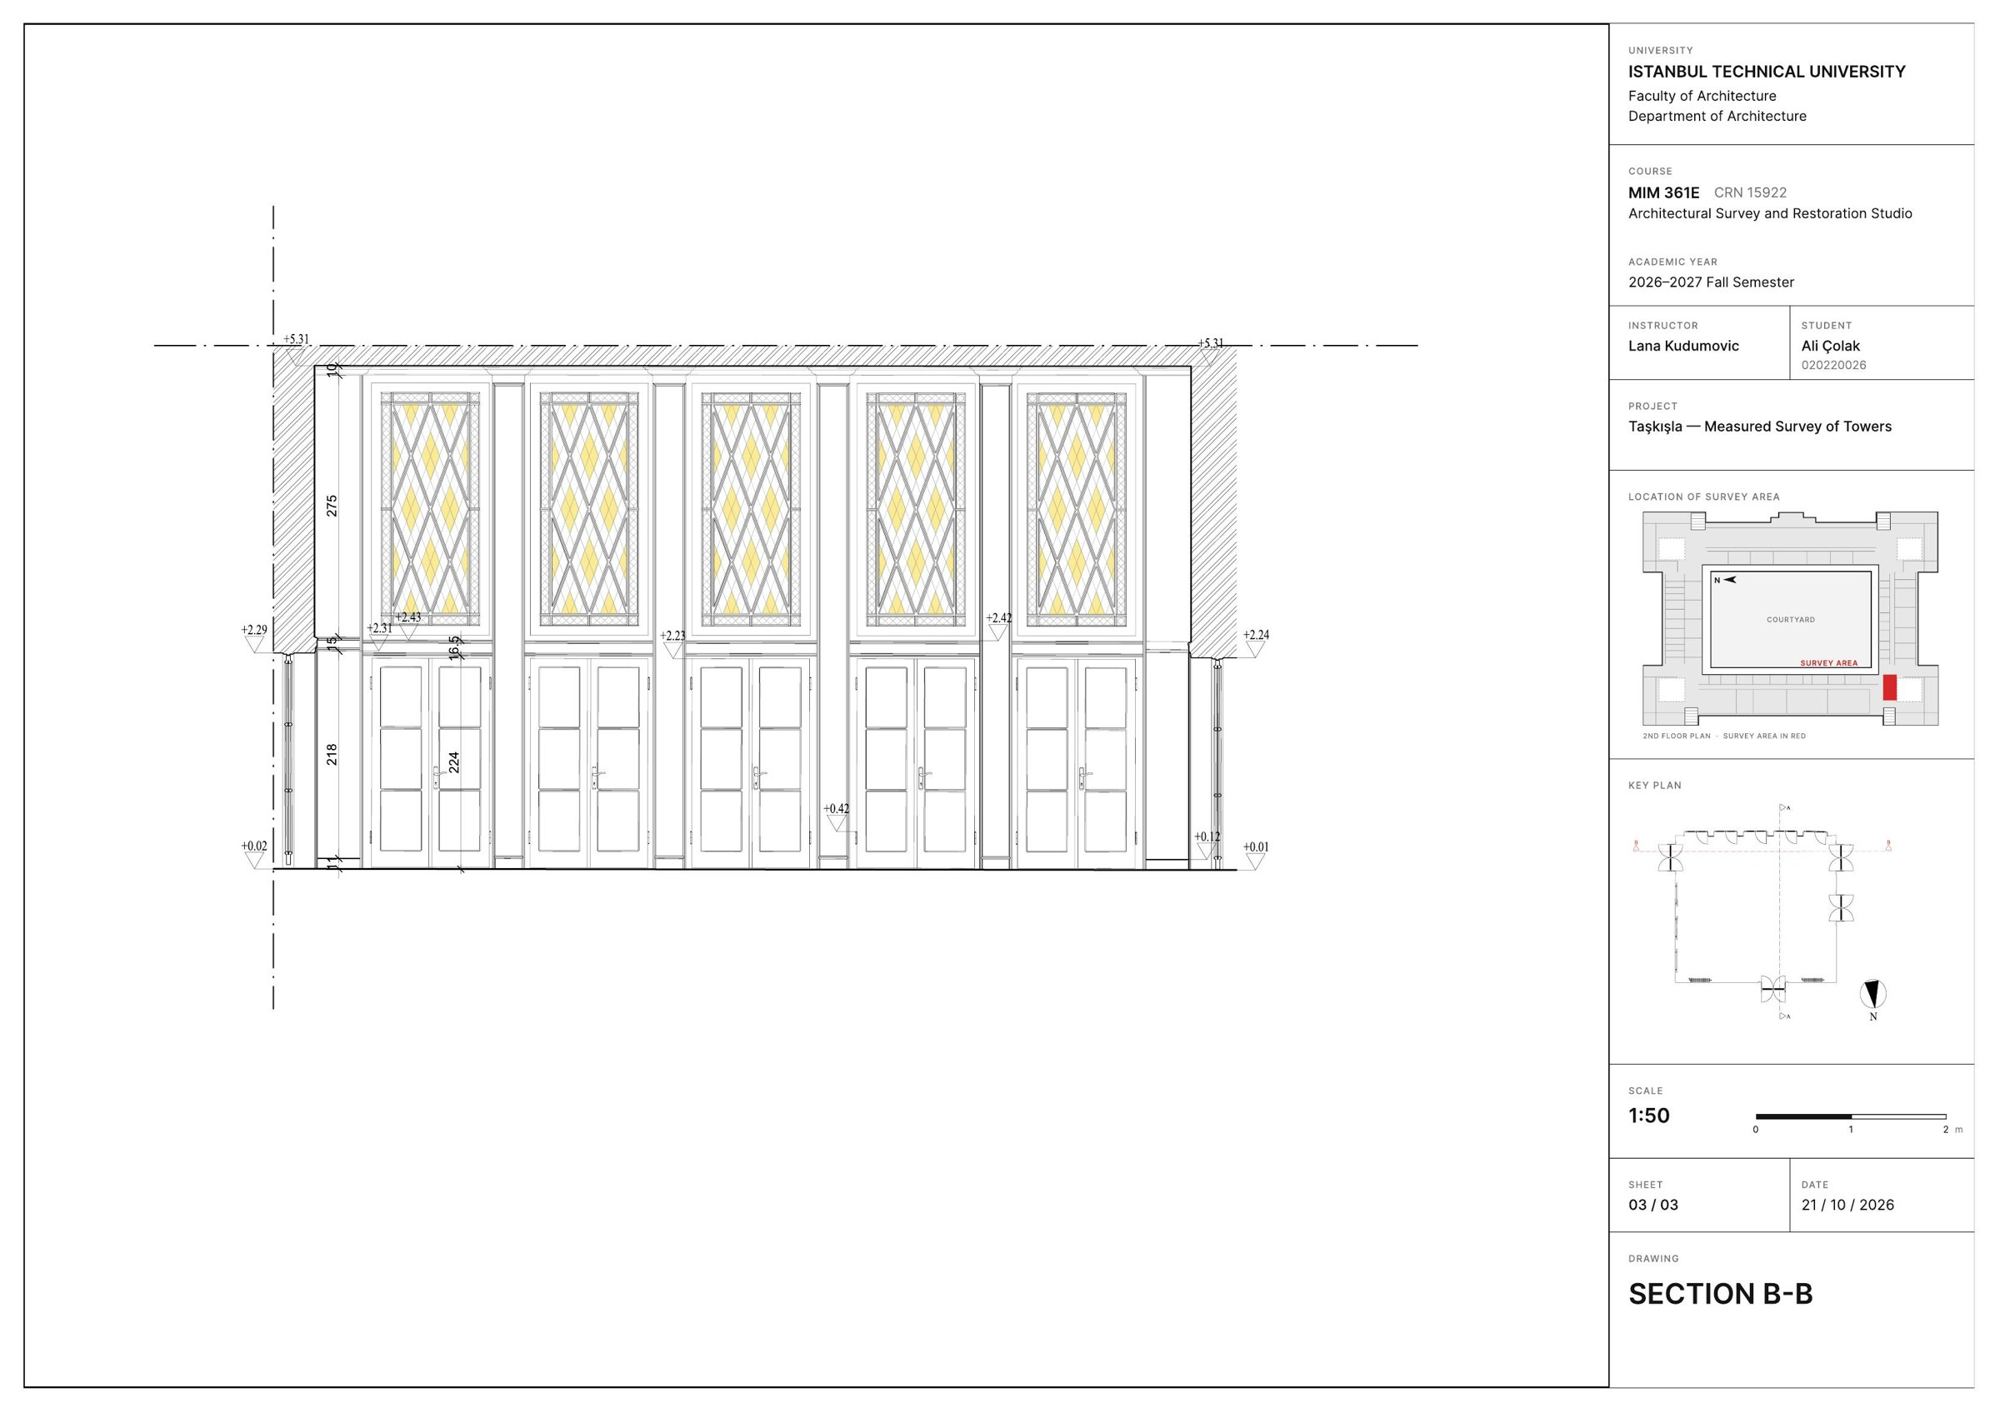 UNIVERSITY
ISTANBUL TECHNICAL UNIVERSITY
Faculty of Architecture
Department of Architecture
COURSE
MIM 361E CRN 15922
Architectural Survey and Restoration Studio
ACADEMIC YEAR
2026–2027 Fall Semester
INSTRUCTOR
Lana Kudumovic
STUDENT
Ali Çolak
020220026
PROJECT
Taşkışla — Measured Survey of Towers
LOCATION OF SURVEY AREA
N
COURTYARD
SURVEY AREA
2ND FLOOR PLAN · SURVEY AREA IN RED
KEY PLAN
A
B
B
A
N
SCALE
1:50
0 1 2 m
SHEET
03 / 03
DATE
21 / 10 / 2026
DRAWING
SECTION B-B
+5.31
+5.31
10
275
+2.43
+2.42
+2.31
+2.29
+2.23
+2.24
15
16.5
218
224
+0.42
+0.12
+0.02
+0.01
11